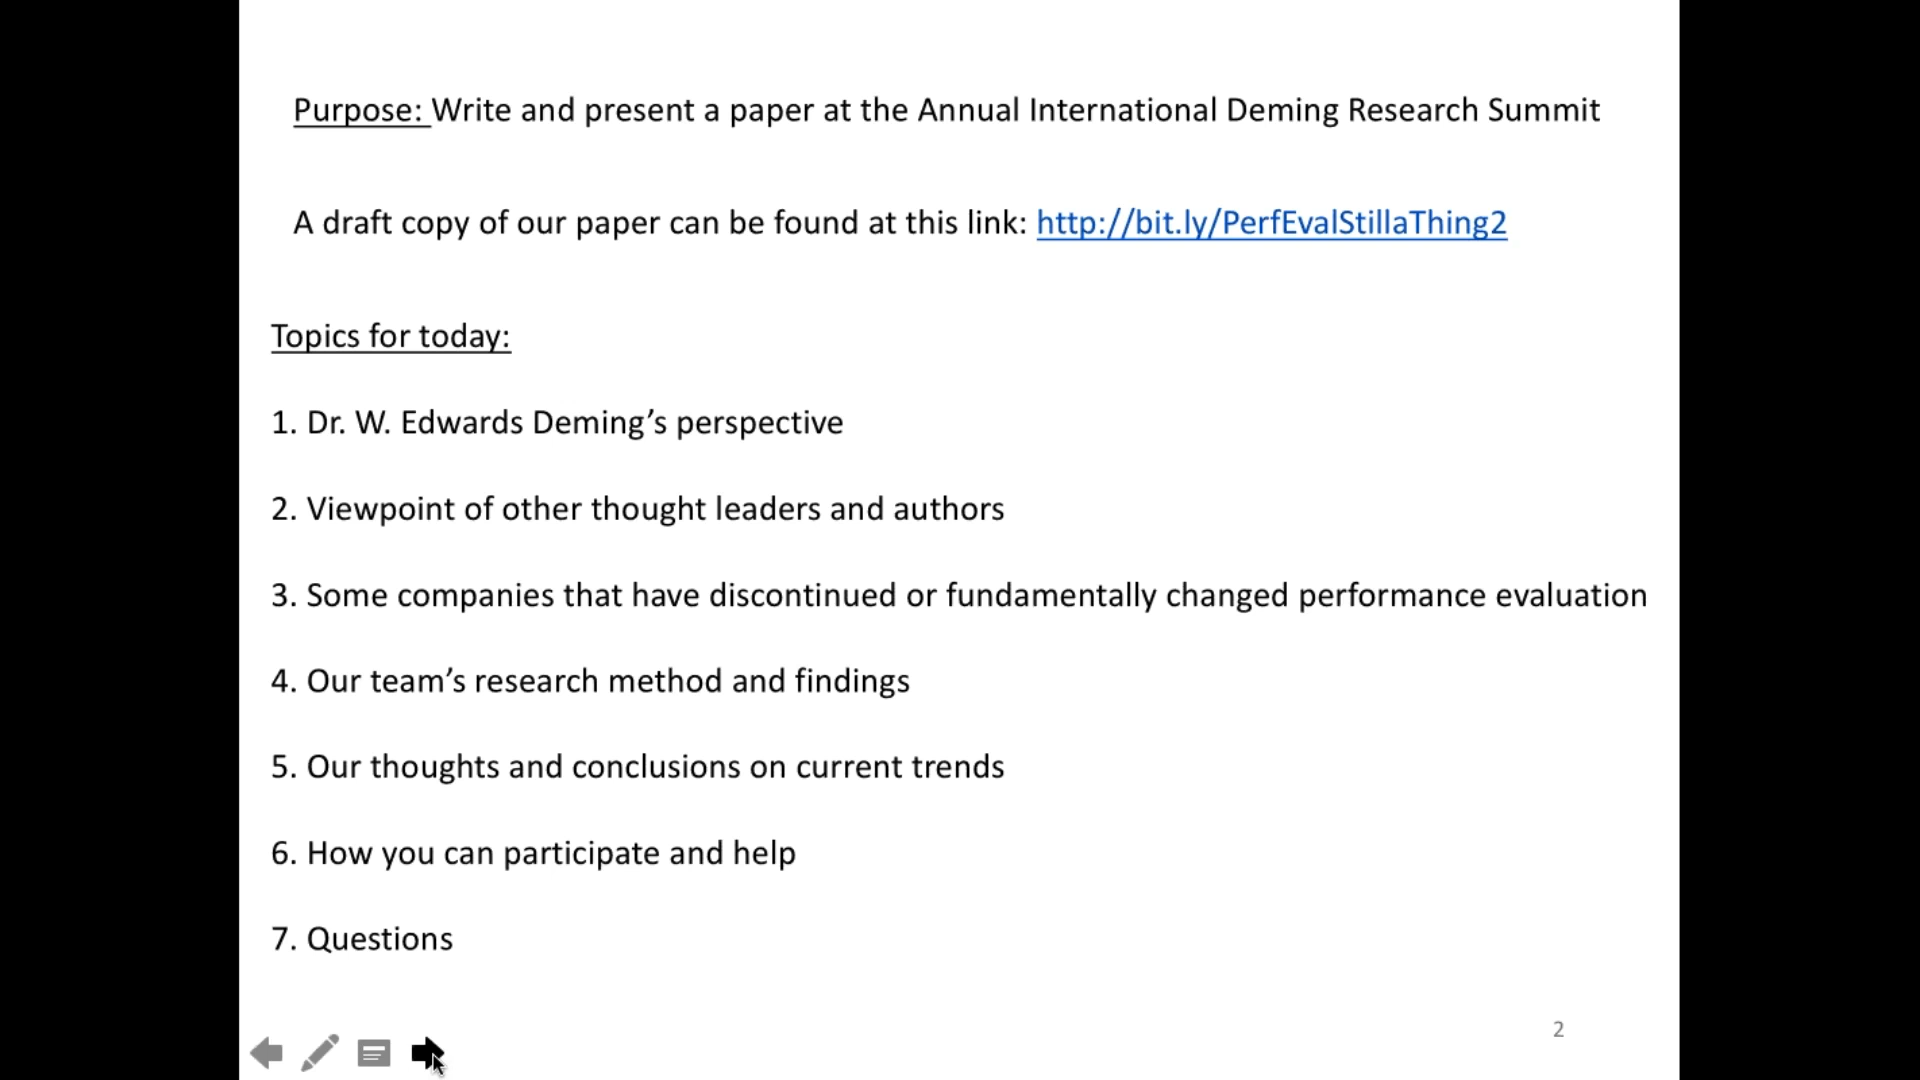 Purpose: Write and present a paper at the Annual International Deming Research Summit
A draft copy of our paper can be found at this link: http://bit.ly/PerfEvalStillaThing2
Topics for today:
1. Dr. W. Edwards Deming’s perspective
2. Viewpoint of other thought leaders and authors
3. Some companies that have discontinued or fundamentally changed performance evaluation
4. Our team’s research method and findings
5. Our thoughts and conclusions on current trends
6. How you can participate and help
7. Questions
2